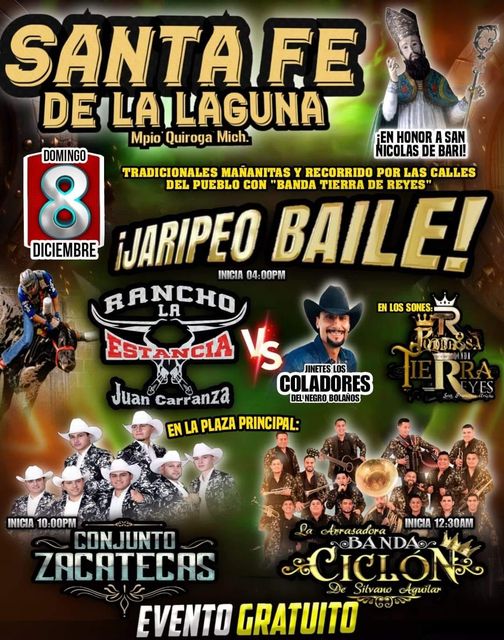 SANTA FE
DE LA LAGUNA
Mpio Quiroga Mich.
¡EN HONOR A SAN
NICOLAS DE BARI!
DOMINGO
8
DICIEMBRE
TRADICIONALES MAÑANITAS Y RECORRIDO POR LAS CALLES
DEL PUEBLO CON "BANDA TIERRA DE REYES"
¡JARIPEO BAILE!
INICIA 04:00PM
RANCHO
LA
ESTANCIA
Juan Carranza
VS
JINETES LOS
COLADORES
DEL NEGRO BOLAÑOS
EN LOS SONES:
TR
BANDA
TIERRA
REYES
EN LA PLAZA PRINCIPAL:
INICIA 10:00PM
CONJUNTO
ZACATECAS
INICIA 12:30AM
La Arrasadora
BANDA
CICLÓN
De Silvano Aguilar
EVENTO GRATUITO